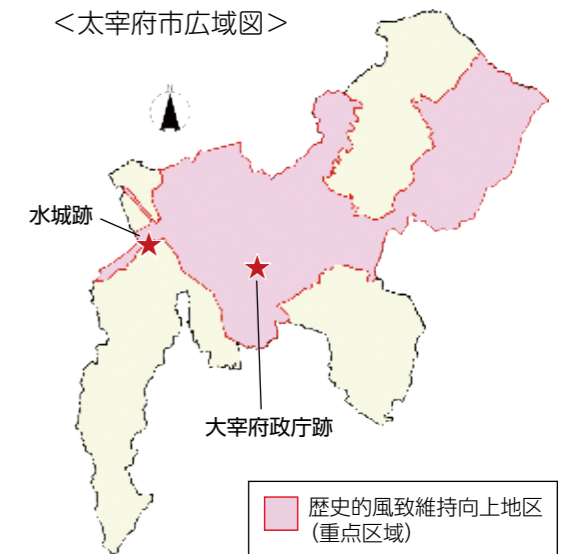 <太宰府市広域図>
水城跡
大宰府政庁跡
歴史的風致維持向上地区
(重点区域)